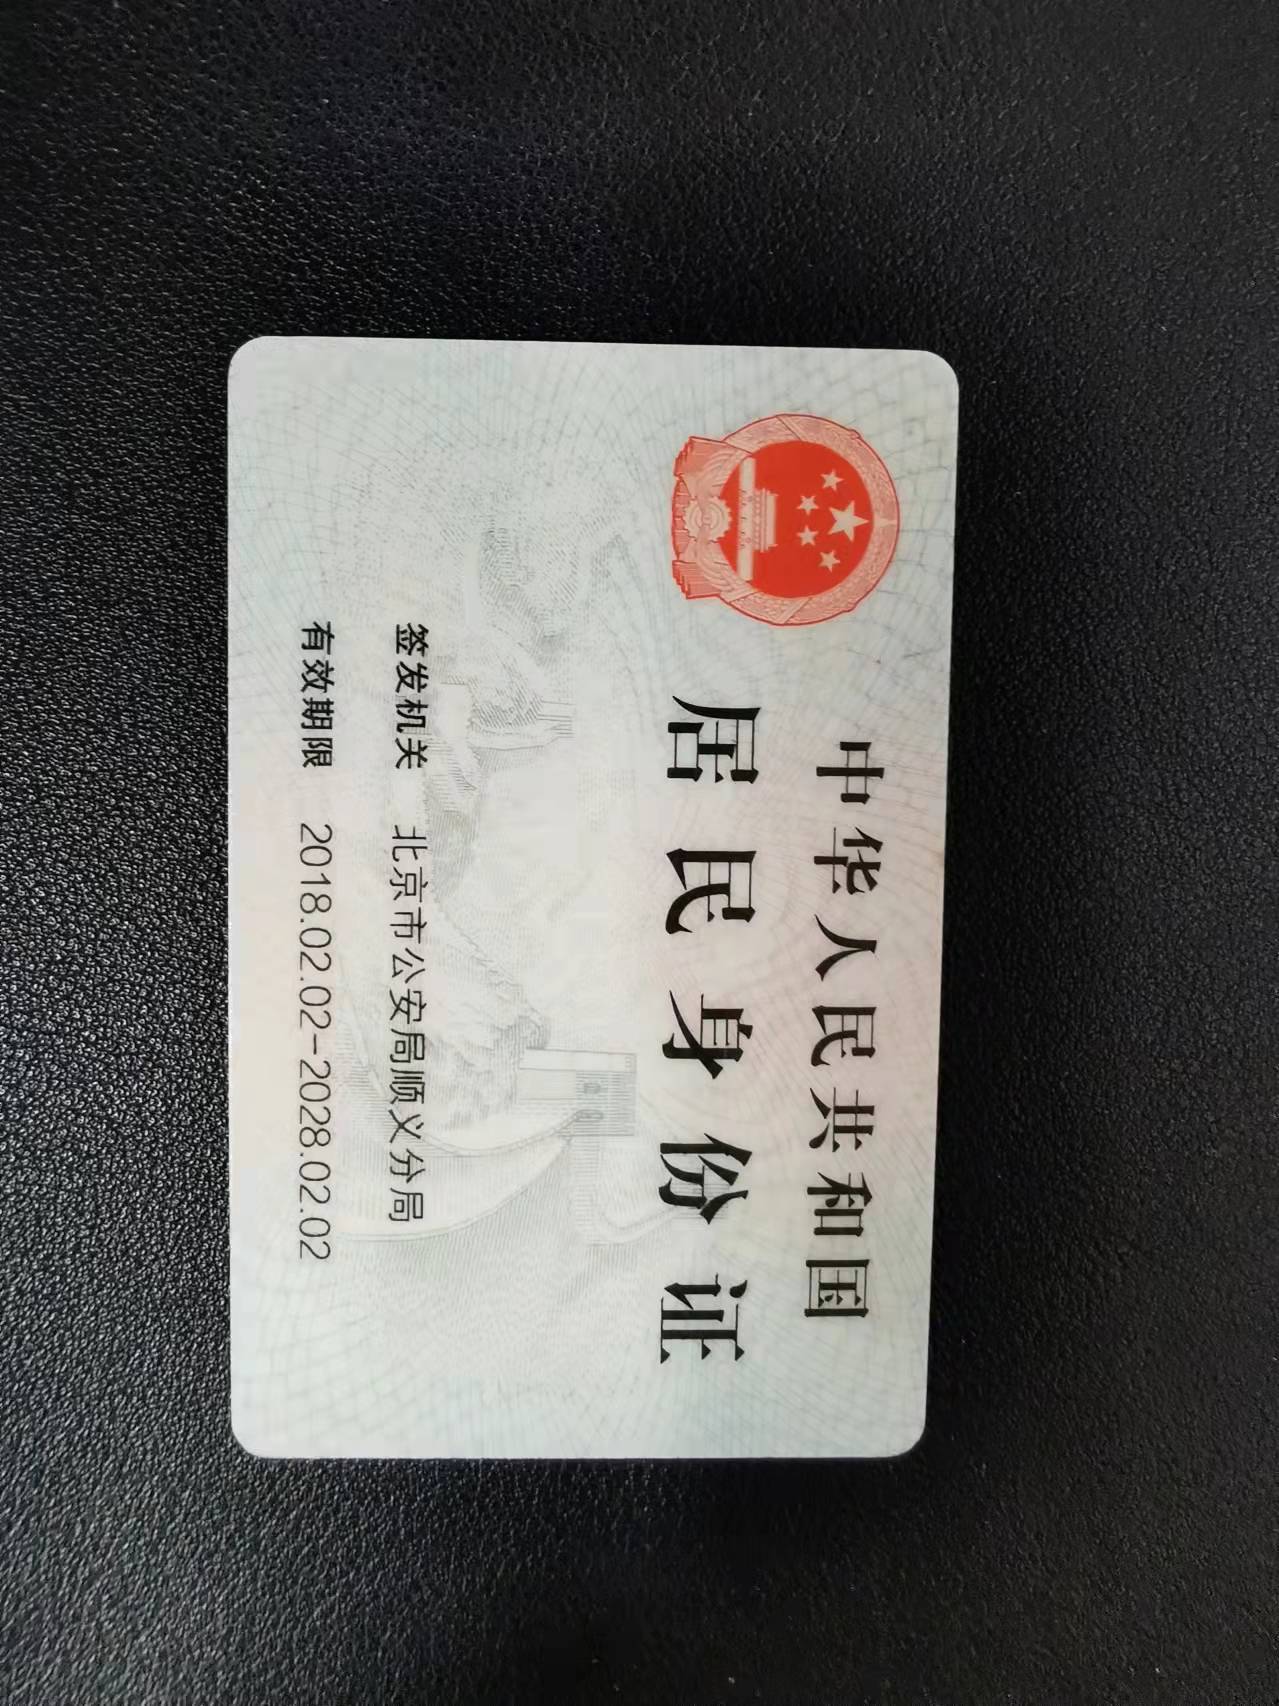 中华人民共和国
居民身份证
签发机关 北京市公安局顺义分局
有效期限 2018.02.02-2028.02.02